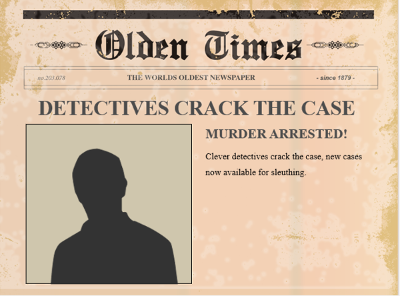 Olden Times
no.201,078 THE WORLDS OLDEST NEWSPAPER - since 1879 -
DETECTIVES CRACK THE CASE
MURDER ARRESTED!
Clever detectives crack the case, new cases
now available for sleuthing.